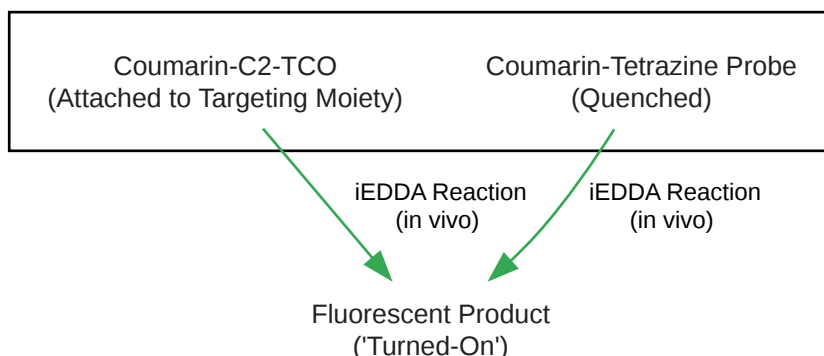 Coumarin-C2-TCO
(Attached to Targeting Moiety)
Coumarin-Tetrazine Probe
(Quenched)
iEDDA Reaction
(in vivo)
iEDDA Reaction
(in vivo)
Fluorescent Product
('Turned-On')